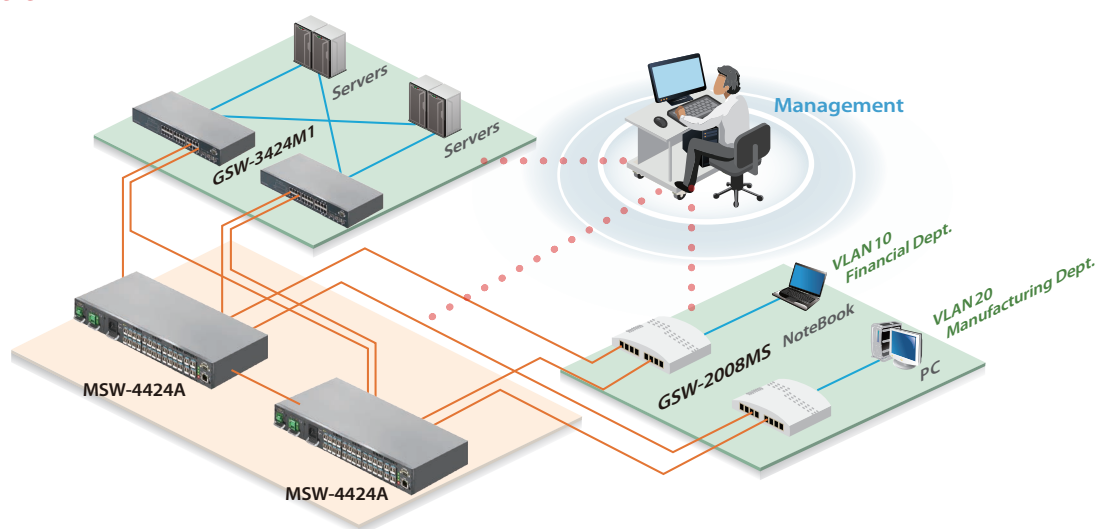 Servers
Servers
GSW-3424M1
Management
VLAN 10
Financial Dept.
VLAN 20
Manufacturing Dept.
NoteBook
PC
GSW-2008MS
MSW-4424A
MSW-4424A